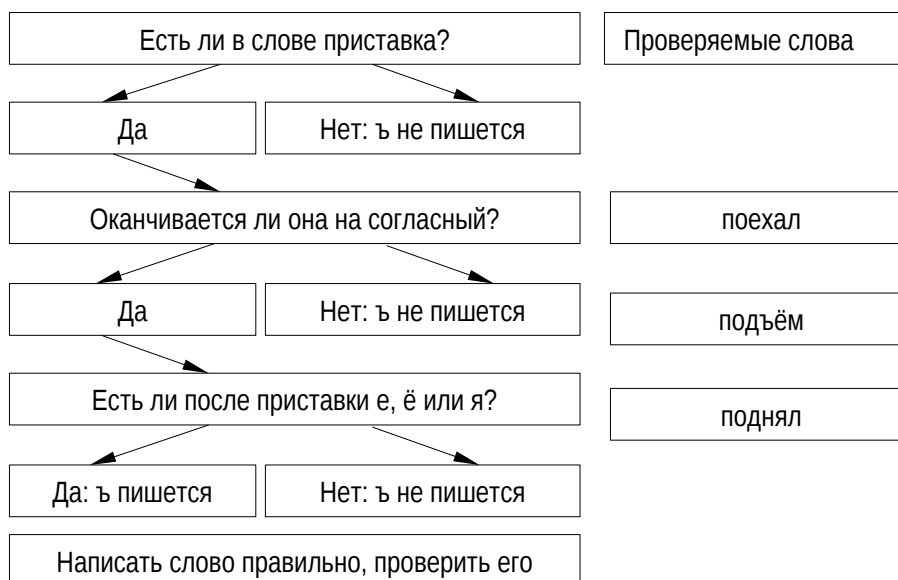 Есть ли в слове приставка?
Проверяемые слова
Да
Нет: ъ не пишется
Оканчивается ли она на согласный?
поехал
Да
Нет: ъ не пишется
подъём
Есть ли после приставки е, ё или я?
поднял
Да: ъ пишется
Нет: ъ не пишется
Написать слово правильно, проверить его